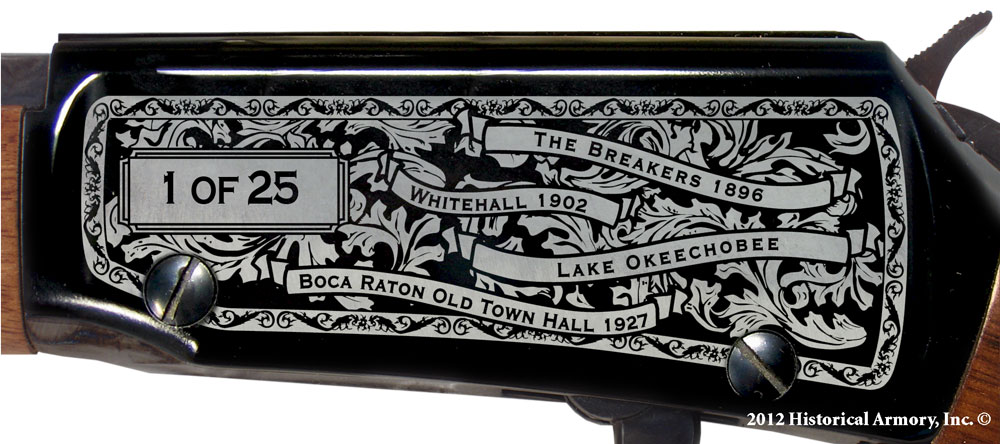 The Breakers 1896
1 of 25
Whitehall 1902
Lake Okeechobee
Boca Raton Old Town Hall 1927
2012 Historical Armory, Inc. ©